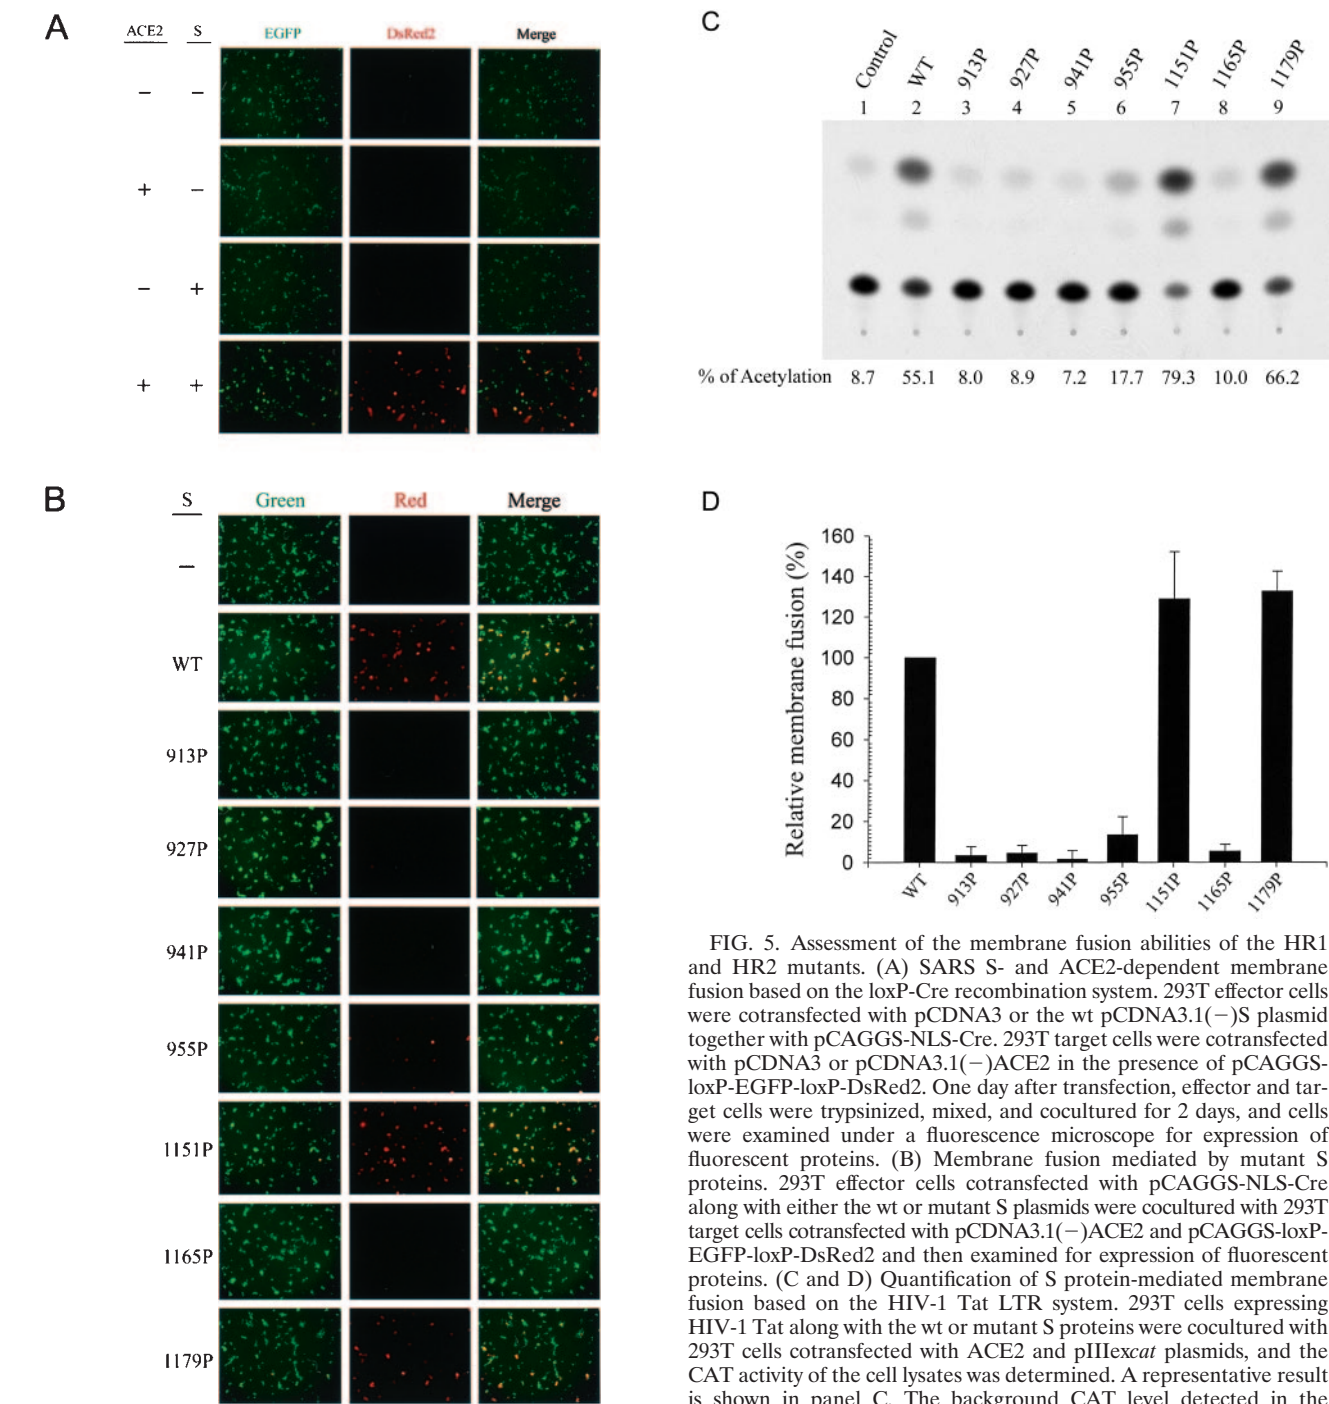 A
ACE2 S EGFP DsRed2 Merge
− −
+ −
− +
+ +
B
S Green Red Merge
−
WT
913P
927P
941P
955P
1151P
1165P
1179P
C
Control WT 913P 927P 941P 955P 1151P 1165P 1179P
1 2 3 4 5 6 7 8 9
% of Acetylation 8.7 55.1 8.0 8.9 7.2 17.7 79.3 10.0 66.2
D
Relative membrane fusion (%)
160
140
120
100
80
60
40
20
0
WT 913P 927P 941P 955P 1151P 1165P 1179P
FIG. 5. Assessment of the membrane fusion abilities of the HR1
and HR2 mutants. (A) SARS S- and ACE2-dependent membrane
fusion based on the loxP-Cre recombination system. 293T effector cells
were cotransfected with pCDNA3 or the wt pCDNA3.1(−)S plasmid
together with pCAGGS-NLS-Cre. 293T target cells were cotransfected
with pCDNA3 or pCDNA3.1(−)ACE2 in the presence of pCAGGS-
loxP-EGFP-loxP-DsRed2. One day after transfection, effector and tar-
get cells were trypsinized, mixed, and cocultured for 2 days, and cells
were examined under a fluorescence microscope for expression of
fluorescent proteins. (B) Membrane fusion mediated by mutant S
proteins. 293T effector cells cotransfected with pCAGGS-NLS-Cre
along with either the wt or mutant S plasmids were cocultured with 293T
target cells cotransfected with pCDNA3.1(−)ACE2 and pCAGGS-loxP-
EGFP-loxP-DsRed2 and then examined for expression of fluorescent
proteins. (C and D) Quantification of S protein-mediated membrane
fusion based on the HIV-1 Tat LTR system. 293T cells expressing
HIV-1 Tat along with the wt or mutant S proteins were cocultured with
293T cells cotransfected with ACE2 and pIIIexcat plasmids, and the
CAT activity of the cell lysates was determined. A representative result
is shown in panel C. The background CAT level detected in the